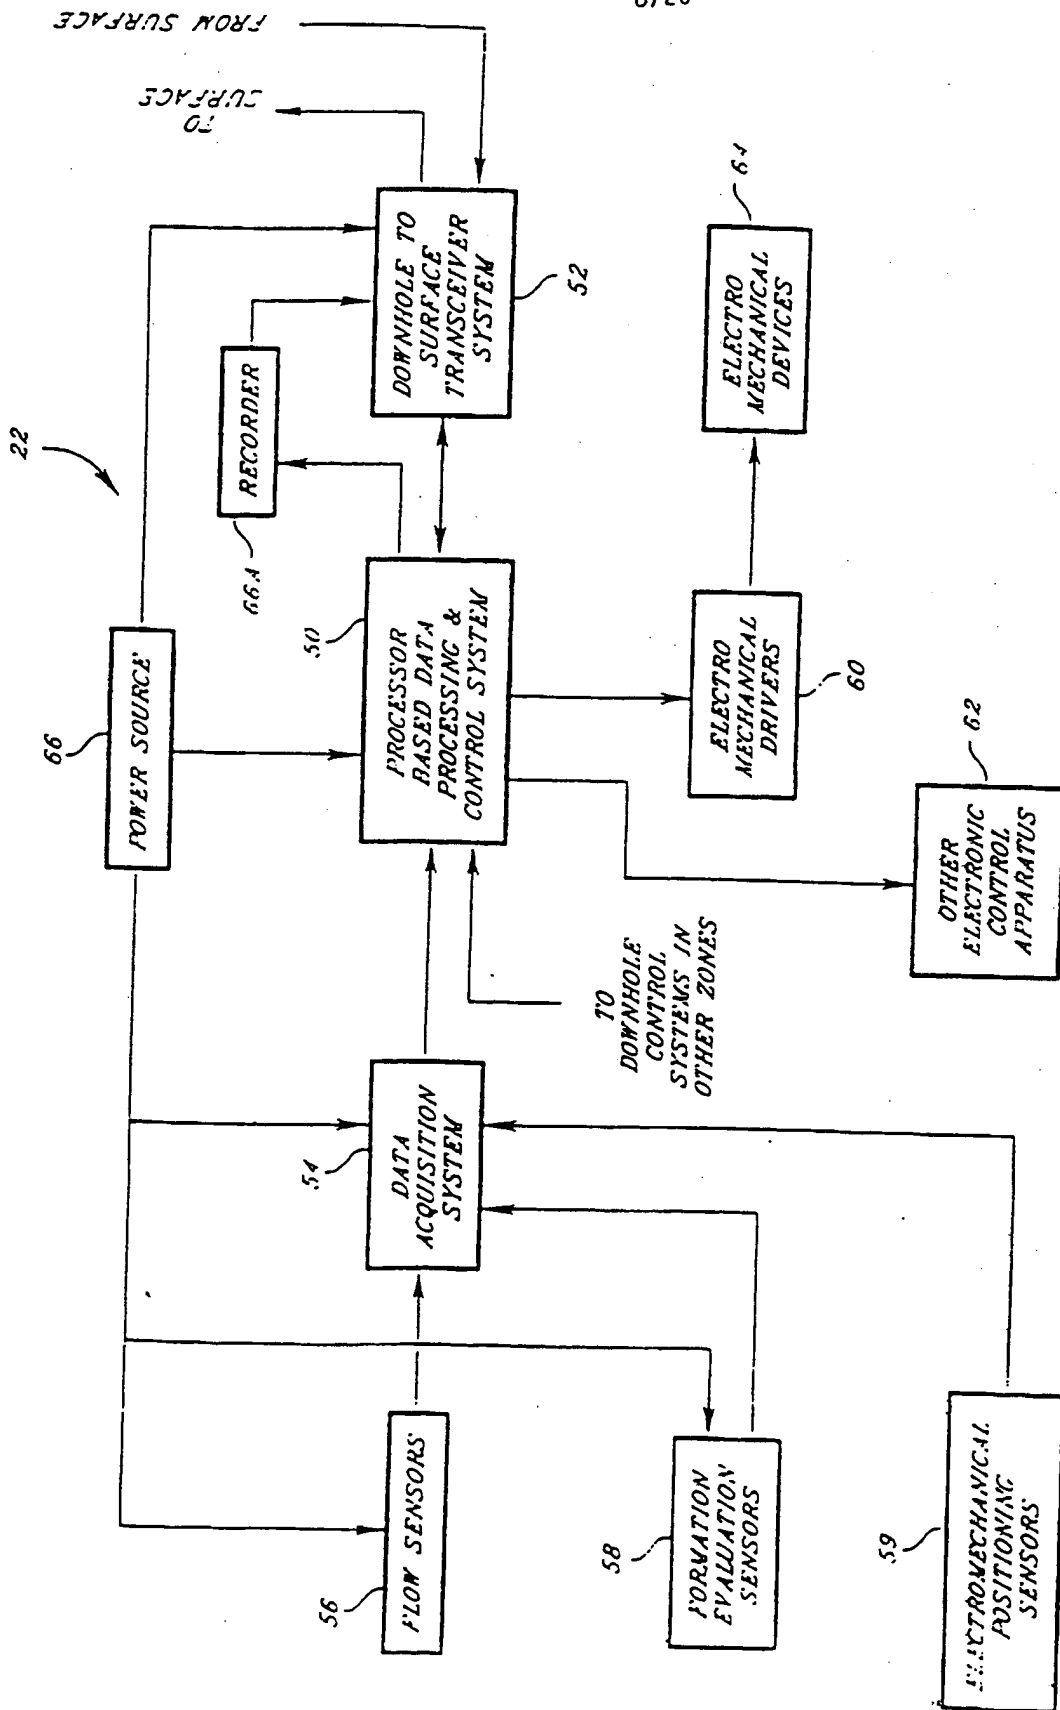 22
FROM SURFACE
TO
SURFACE
66
POWER SOURCE
RECORDER
66A
DOWNHOLE TO
SURFACE
TRANSCEIVER
SYSTEM
52
50
PROCESSOR
BASED DATA
PROCESSING &
CONTROL SYSTEM
54
DATA
ACQUISITION
SYSTEM
56
FLOW SENSORS
58
FORMATION
EVALUATION
SENSORS
59
ELECTROMECHANICAL
POSITIONING
SENSORS
TO
DOWNHOLE
CONTROL
SYSTEMS IN
OTHER ZONES
ELECTRO
MECHANICAL
DRIVERS
60
ELECTRO
MECHANICAL
DEVICES
64
OTHER
ELECTRONIC
CONTROL
APPARATUS
62